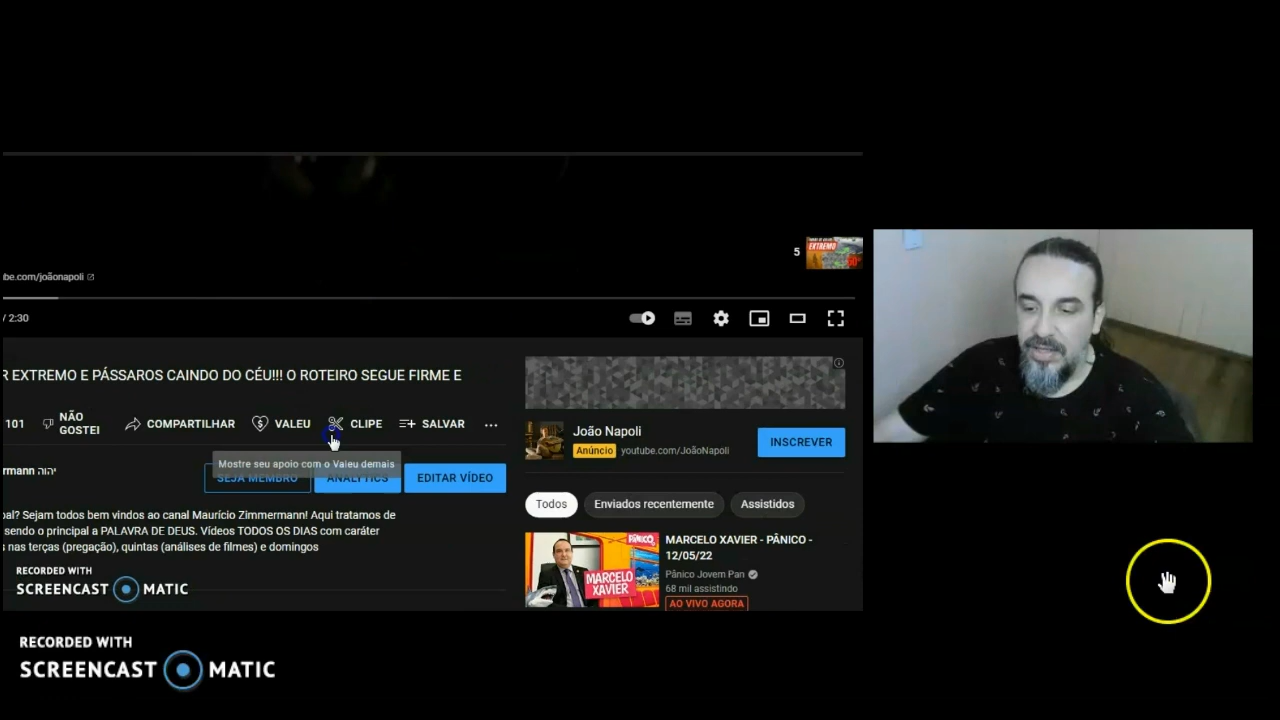 5
EXTREMO
be.com/joãonapoli
/ 2:30
R EXTREMO E PÁSSAROS CAINDO DO CÉU!!! O ROTEIRO SEGUE FIRME E
101
NÃO GOSTEI
COMPARTILHAR
VALEU
CLIPE
SALVAR
...
Mostre seu apoio com o Valeu demais
rmann יהוה
SEJA MEMBRO
ANALYTICS
EDITAR VÍDEO
al? Sejam todos bem vindos ao canal Maurício Zimmermann! Aqui tratamos de
sendo o principal a PALAVRA DE DEUS. Vídeos TODOS OS DIAS com caráter
nas terças (pregação), quintas (análises de filmes) e domingos
RECORDED WITH
SCREENCAST MATIC
João Napoli
Anúncio youtube.com/JoaoNapoli
INSCREVER
Todos
Enviados recentemente
Assistidos
PÂNICO
MARCELO
XAVIER
MARCELO XAVIER - PÂNICO -
12/05/22
Pânico Jovem Pan
68 mil assistindo
AO VIVO AGORA
RECORDED WITH
SCREENCAST MATIC